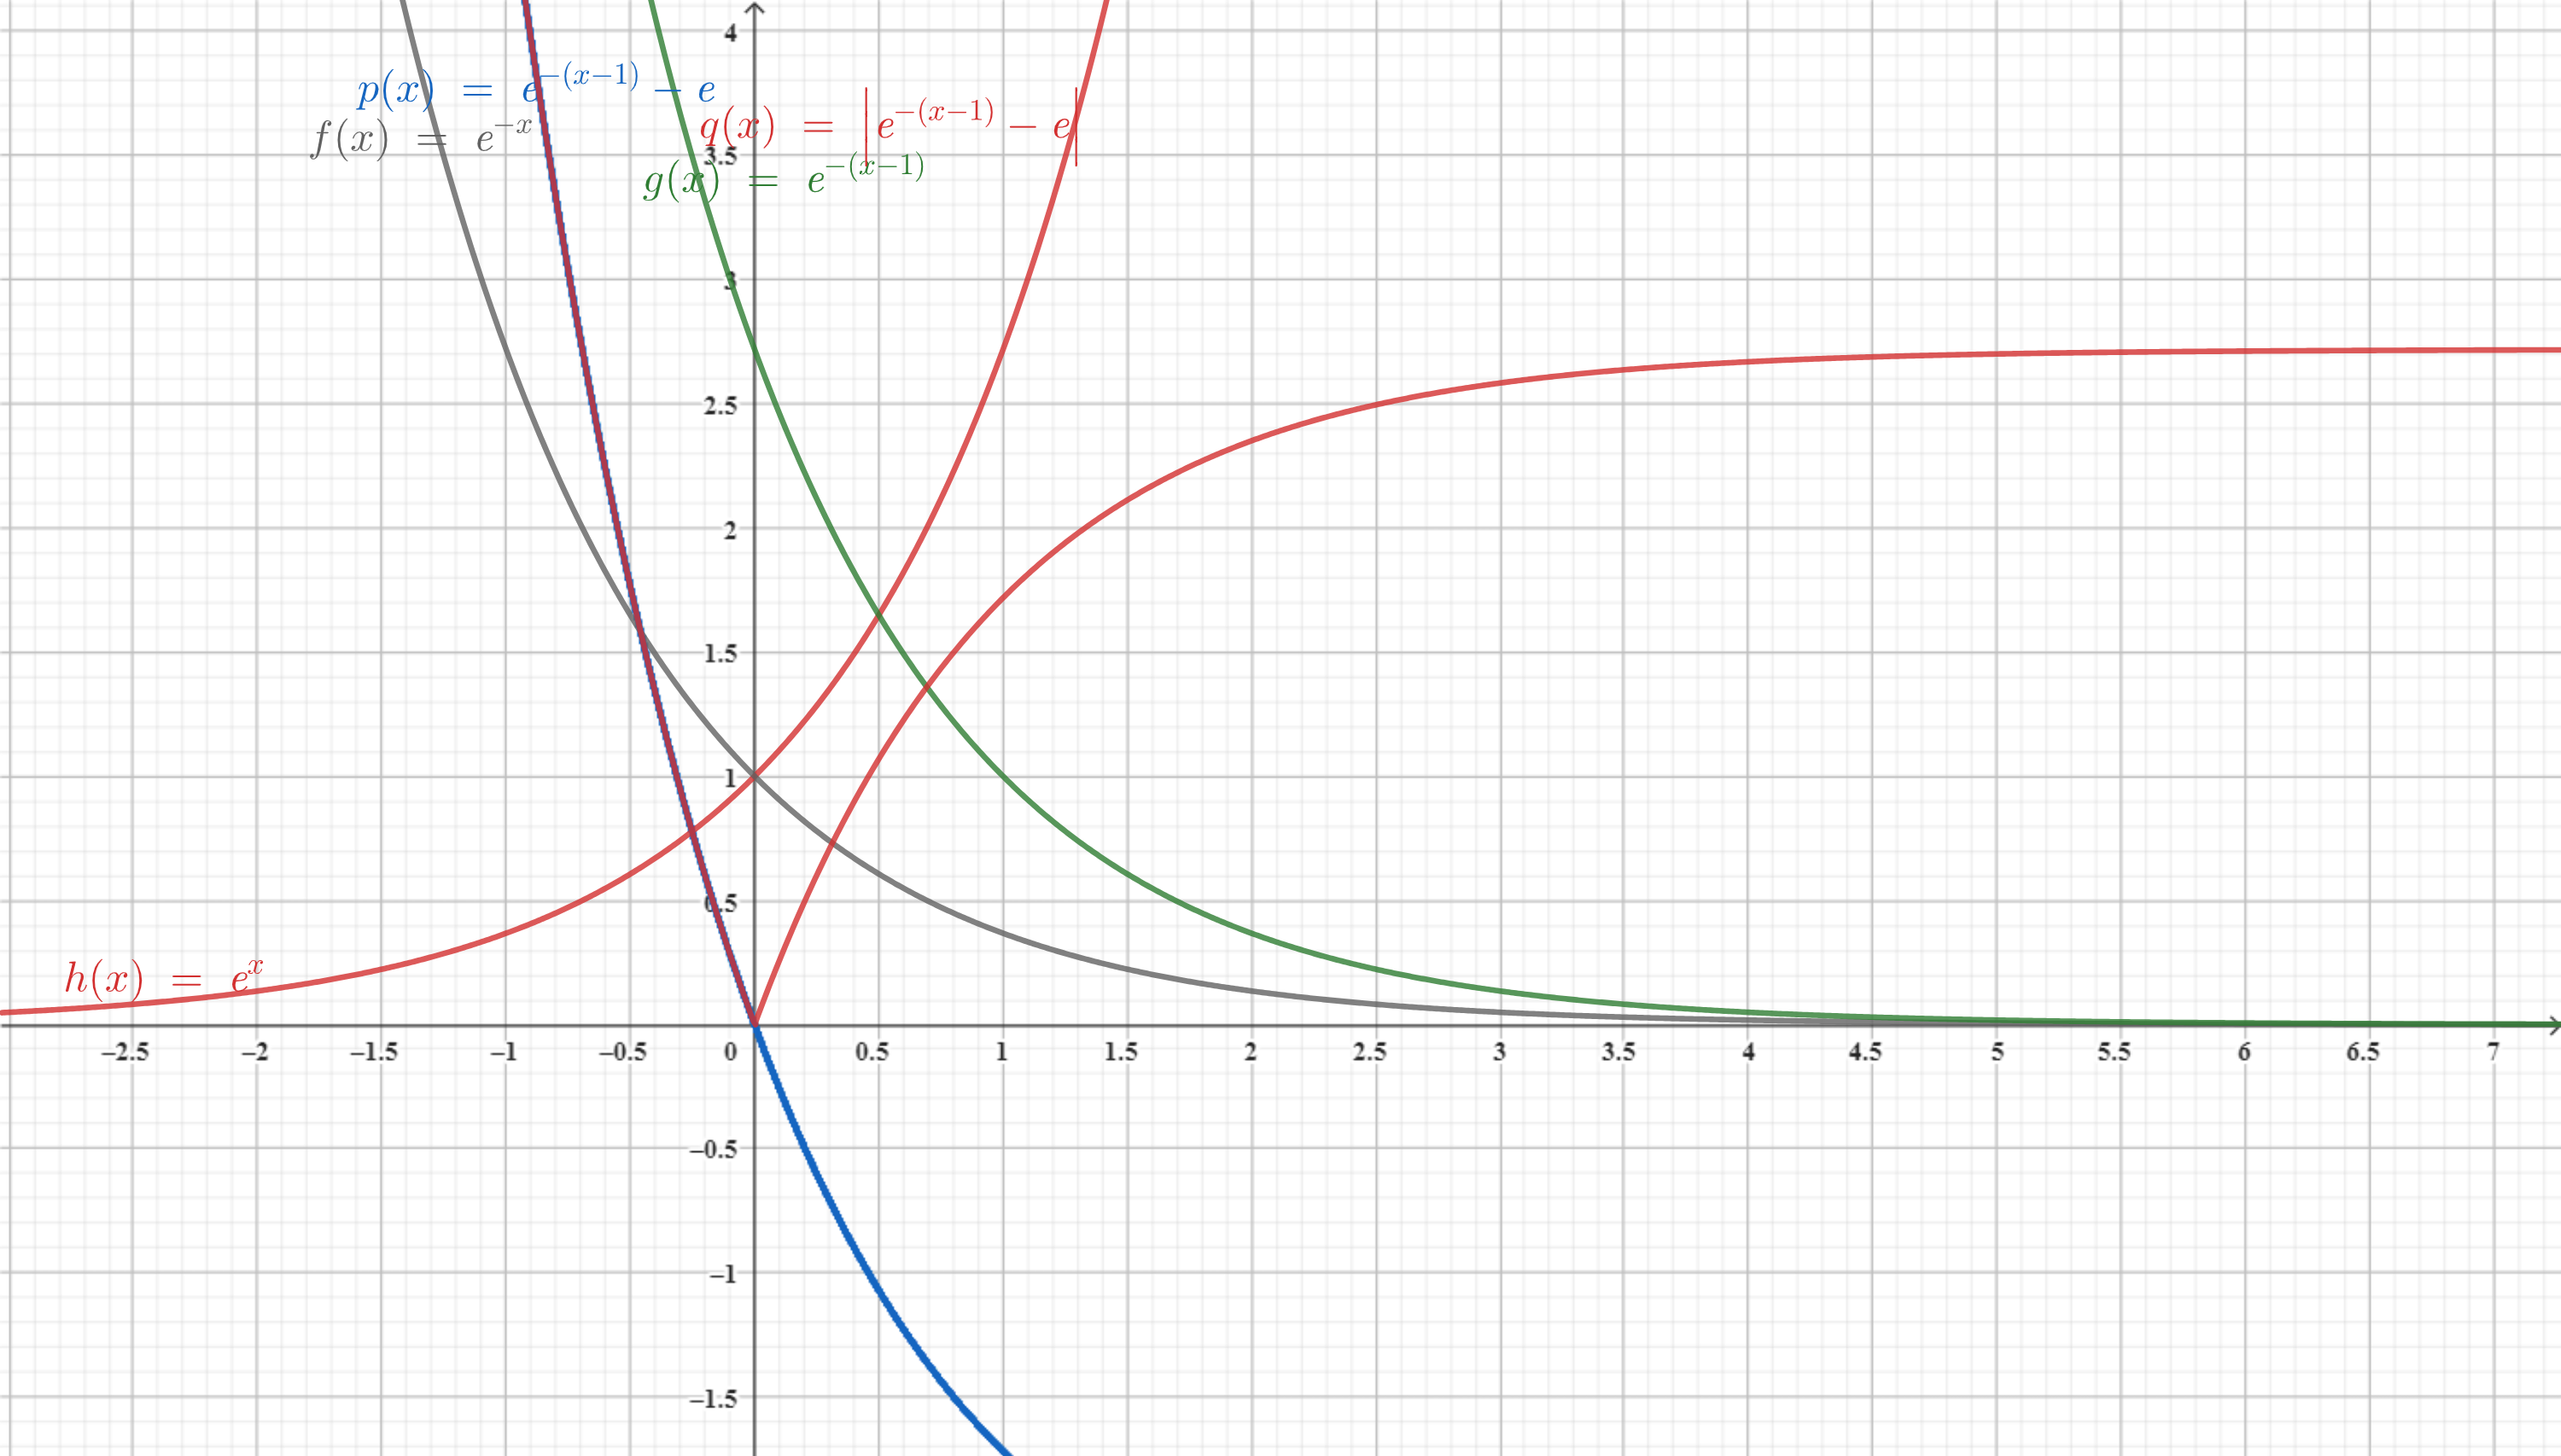 4
p(x) = e^{-(x-1)} - e
q(x) = |e^{-(x-1)} - e|
f(x) = e^{-x}
3.5
g(x) = e^{-(x-1)}
3
2.5
2
1.5
1
0.5
h(x) = e^x
–2.5 –2 –1.5 –1 –0.5 0 0.5 1 1.5 2 2.5 3 3.5 4 4.5 5 5.5 6 6.5 7
–0.5
–1
–1.5